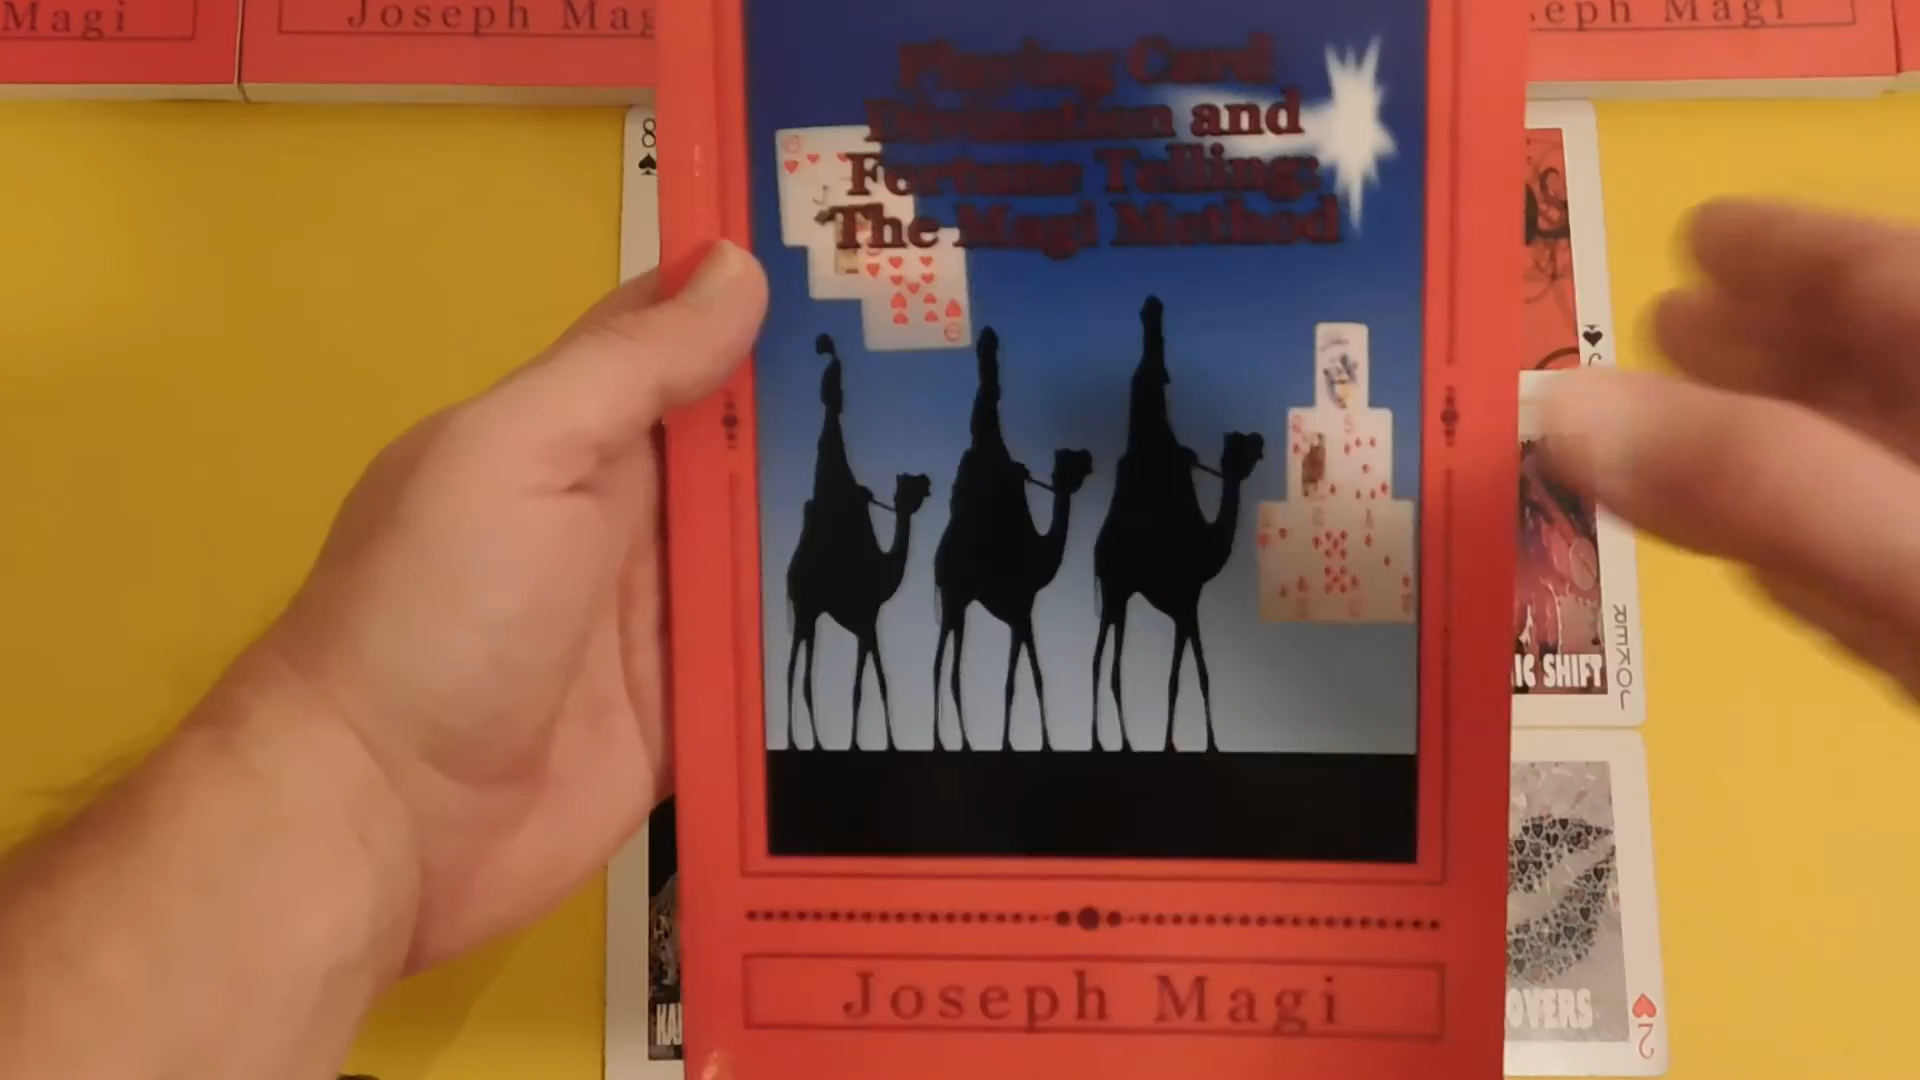 Magi
Joseph Mag
eph Magi
Playing Card
Divination and
Fortune Telling:
The Magi Method
8
IC SHIFT
JOKER
KAR
OVERS
2
Joseph Magi